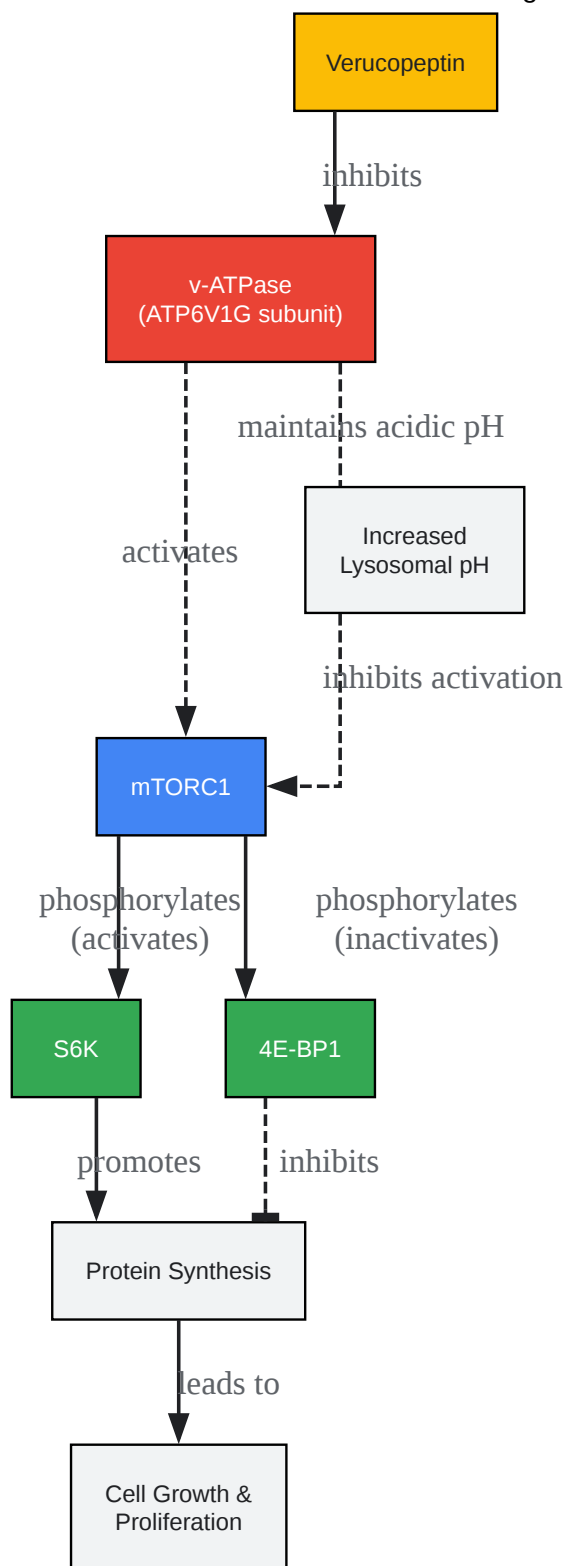 g
Verucopeptin
inhibits
v-ATPase
(ATP6V1G subunit)
maintains acidic pH
Increased
Lysosomal pH
activates
inhibits activation
mTORC1
phosphorylates
(activates)
phosphorylates
(inactivates)
S6K
4E-BP1
promotes
inhibits
Protein Synthesis
leads to
Cell Growth &
Proliferation